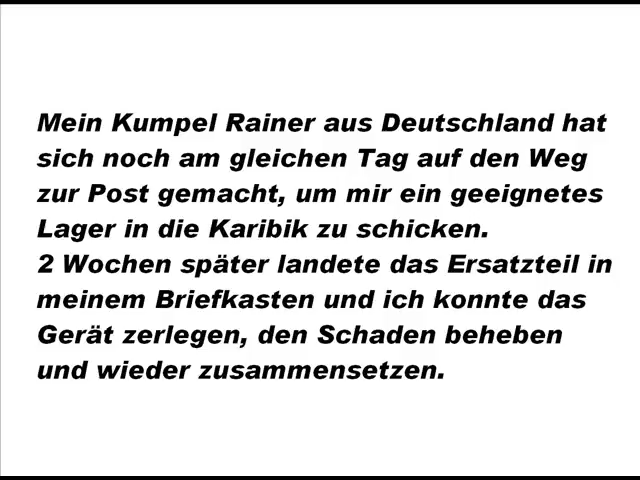 Mein Kumpel Rainer aus Deutschland hat
sich noch am gleichen Tag auf den Weg
zur Post gemacht, um mir ein geeignetes
Lager in die Karibik zu schicken.
2 Wochen später landete das Ersatzteil in
meinem Briefkasten und ich konnte das
Gerät zerlegen, den Schaden beheben
und wieder zusammensetzen.